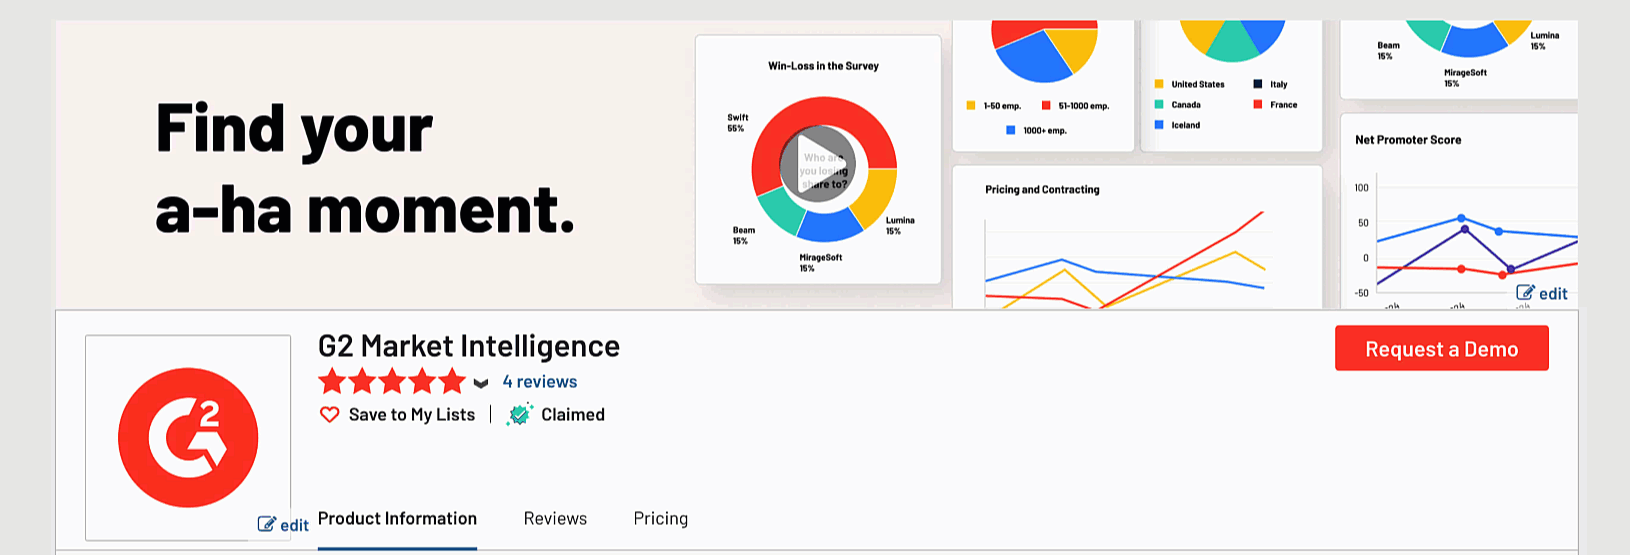 Find your
a-ha moment.
Win-Loss in the Survey
Swift
55%
Who are
you losing
share to?
Beam
15%
MirageSoft
15%
Lumina
15%
1-50 emp.
51-1000 emp.
1000+ emp.
United States
Italy
Canada
France
Iceland
Beam
15%
MirageSoft
15%
Lumina
15%
Pricing and Contracting
Net Promoter Score
100
50
0
-50
edit
G2
G2 Market Intelligence
4 reviews
Save to My Lists
Claimed
Request a Demo
edit
Product Information
Reviews
Pricing